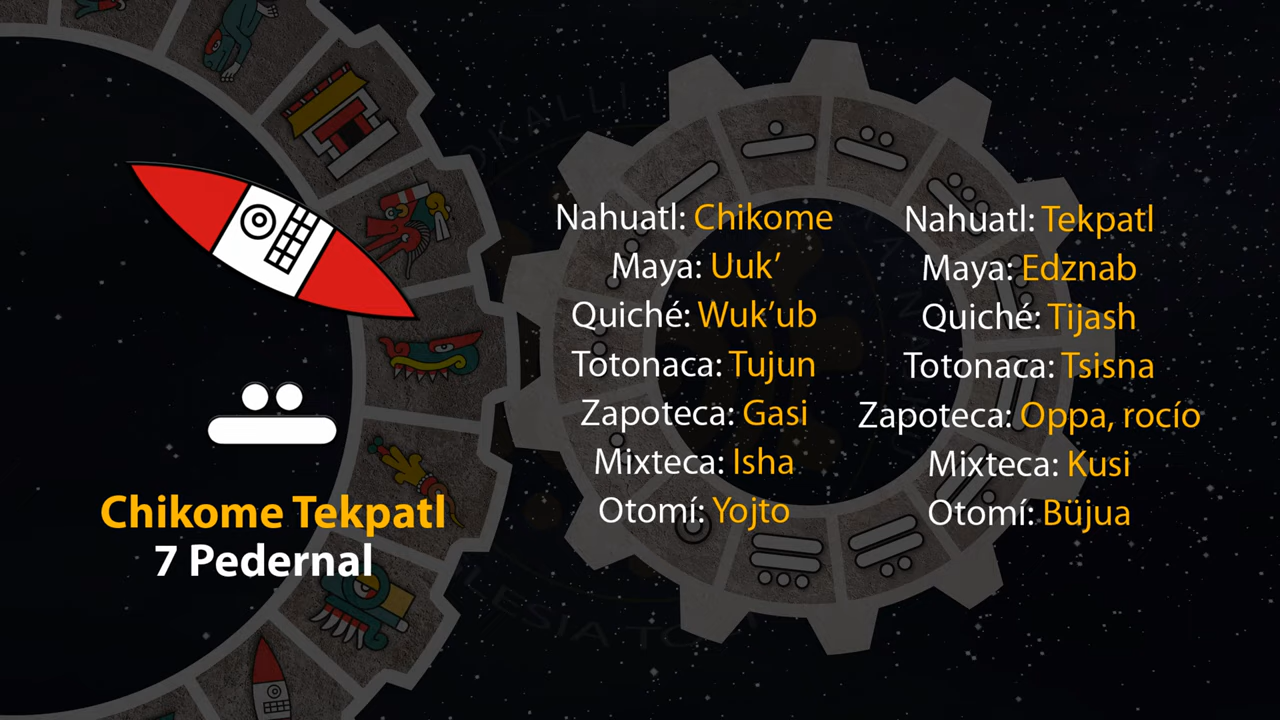 Chikome Tekpatl
7 Pedernal
Nahuatl: Chikome
Maya: Uuk’
Quiché: Wuk’ub
Totonaca: Tujun
Zapoteca: Gasi
Mixteca: Isha
Otomí: Yojto
Nahuatl: Tekpatl
Maya: Edznab
Quiché: Tijash
Totonaca: Tsisna
Zapoteca: Oppa, rocío
Mixteca: Kusi
Otomí: Büjua